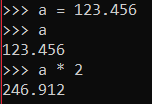 >>> a = 123.456
>>> a
123.456
>>> a * 2
246.912